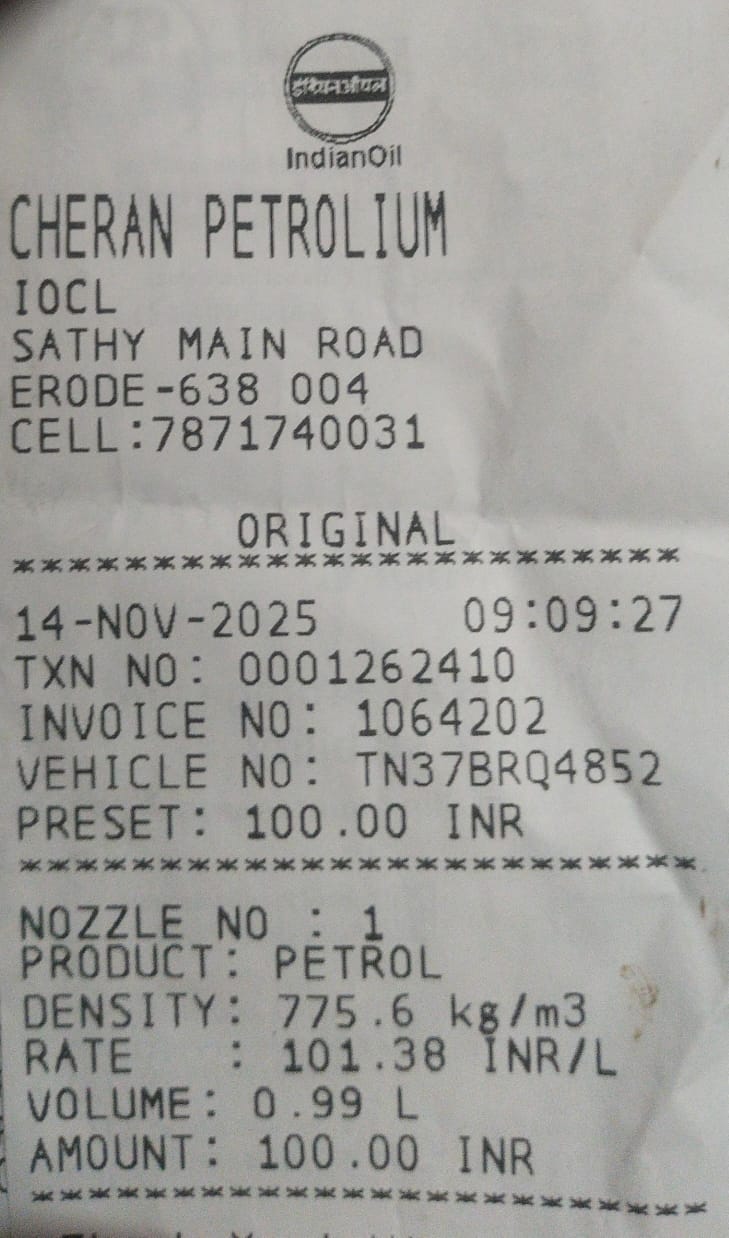 इंडियनऑयल
IndianOil
CHERAN PETROLIUM
IOCL
SATHY MAIN ROAD
ERODE-638 004
CELL:7871740031
ORIGINAL
************************
14-NOV-2025 09:09:27
TXN NO: 0001262410
INVOICE NO: 1064202
VEHICLE NO: TN37BRQ4852
PRESET: 100.00 INR
************************
NOZZLE NO : 1
PRODUCT: PETROL
DENSITY: 775.6 kg/m3
RATE : 101.38 INR/L
VOLUME: 0.99 L
AMOUNT: 100.00 INR
************************